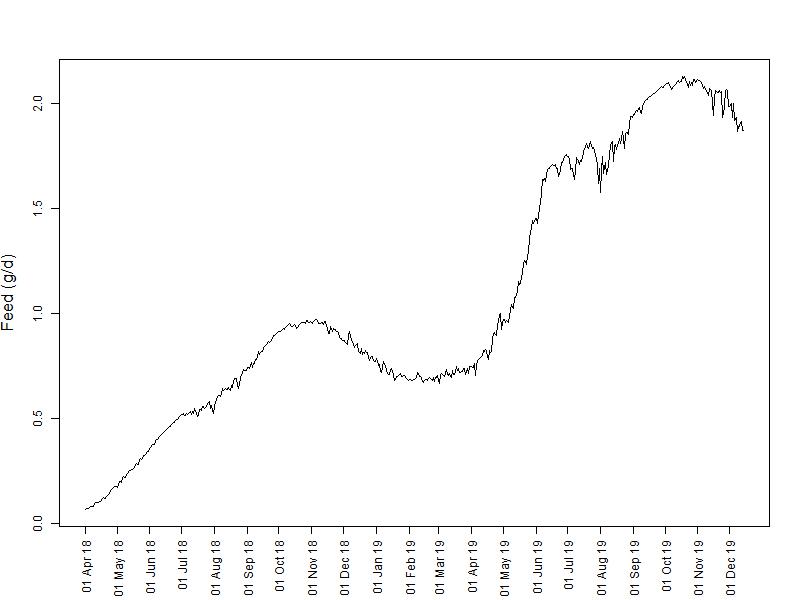 Feed (g/d)
2.0
1.5
1.0
0.5
0.0
01 Apr 18
01 May 18
01 Jun 18
01 Jul 18
01 Aug 18
01 Sep 18
01 Oct 18
01 Nov 18
01 Dec 18
01 Jan 19
01 Feb 19
01 Mar 19
01 Apr 19
01 May 19
01 Jun 19
01 Jul 19
01 Aug 19
01 Sep 19
01 Oct 19
01 Nov 19
01 Dec 19